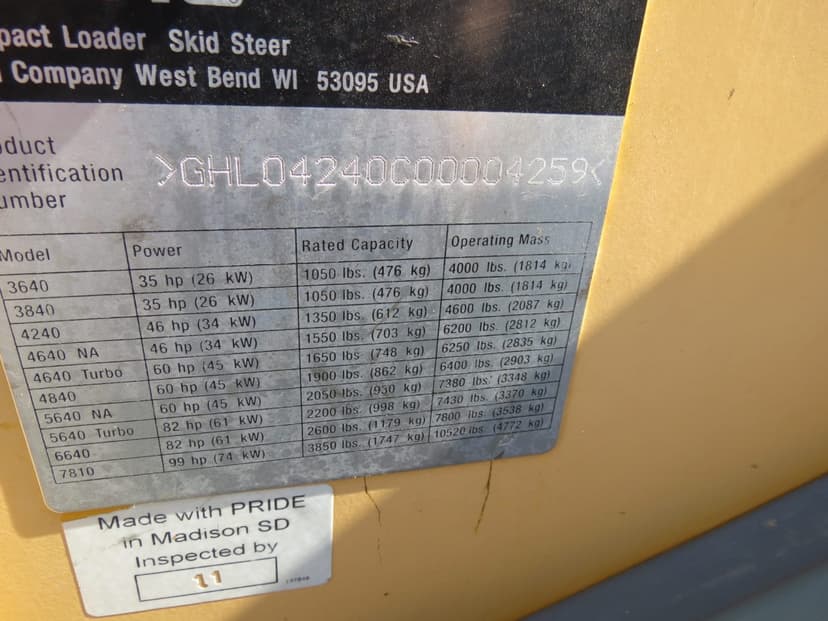 pact Loader Skid Steer
Company West Bend WI 53095 USA
oduct
entification
umber
>GHL04240C00004259<
Model Power Rated Capacity Operating Mass
3640 35 hp (26 kW) 1050 lbs. (476 kg) 4000 lbs. (1814 kg)
3840 35 hp (26 kW) 1050 lbs. (476 kg) 4000 lbs. (1814 kg)
4240 46 hp (34 kW) 1350 lbs. (612 kg) 4600 lbs. (2087 kg)
4640 NA 46 hp (34 kW) 1550 lbs. (703 kg) 6200 lbs. (2812 kg)
4640 Turbo 60 hp (45 kW) 1650 lbs. (748 kg) 6250 lbs. (2835 kg)
4840 60 hp (45 kW) 1900 lbs. (862 kg) 6400 lbs. (2903 kg)
5640 NA 60 hp (45 kW) 2050 lbs. (930 kg) 7380 lbs. (3348 kg)
5640 Turbo 82 hp (61 kW) 2200 lbs. (998 kg) 7430 lbs. (3370 kg)
6640 82 hp (61 kW) 2600 lbs. (1179 kg) 7800 lbs. (3538 kg)
7810 99 hp (74 kW) 3850 lbs. (1747 kg) 10520 lbs. (4772 kg)
Made with PRIDE
in Madison SD
Inspected by
11